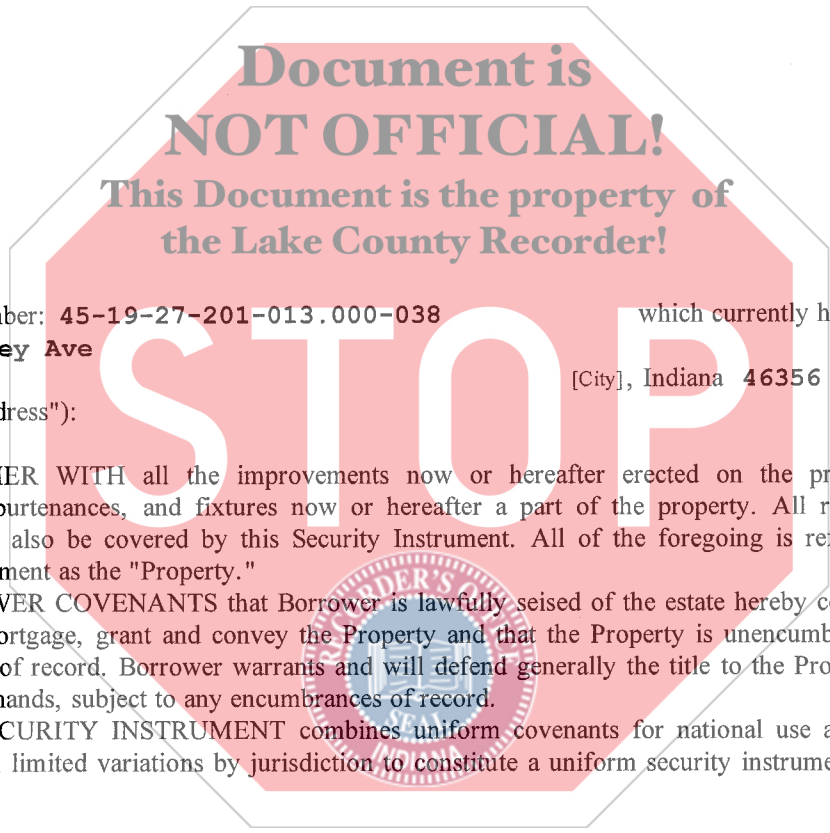 Document is
NOT OFFICIAL!
This Document is the property of
the Lake County Recorder!
STOP
ber: 45-19-27-201-013.000-038 which currently h
ey Ave
[City], Indiana 46356
dress"):
ER WITH all the improvements now or hereafter erected on the pr
purtenances, and fixtures now or hereafter a part of the property. All r
also be covered by this Security Instrument. All of the foregoing is re
ment as the "Property."
WER COVENANTS that Borrower is lawfully seised of the estate hereby c
ortgage, grant and convey the Property and that the Property is unencumb
of record. Borrower warrants and will defend generally the title to the Pro
ands, subject to any encumbrances of record.
CURITY INSTRUMENT combines uniform covenants for national use a
limited variations by jurisdiction to constitute a uniform security instrume
RECORDER'S OFFICE
SEAL
INDIANA